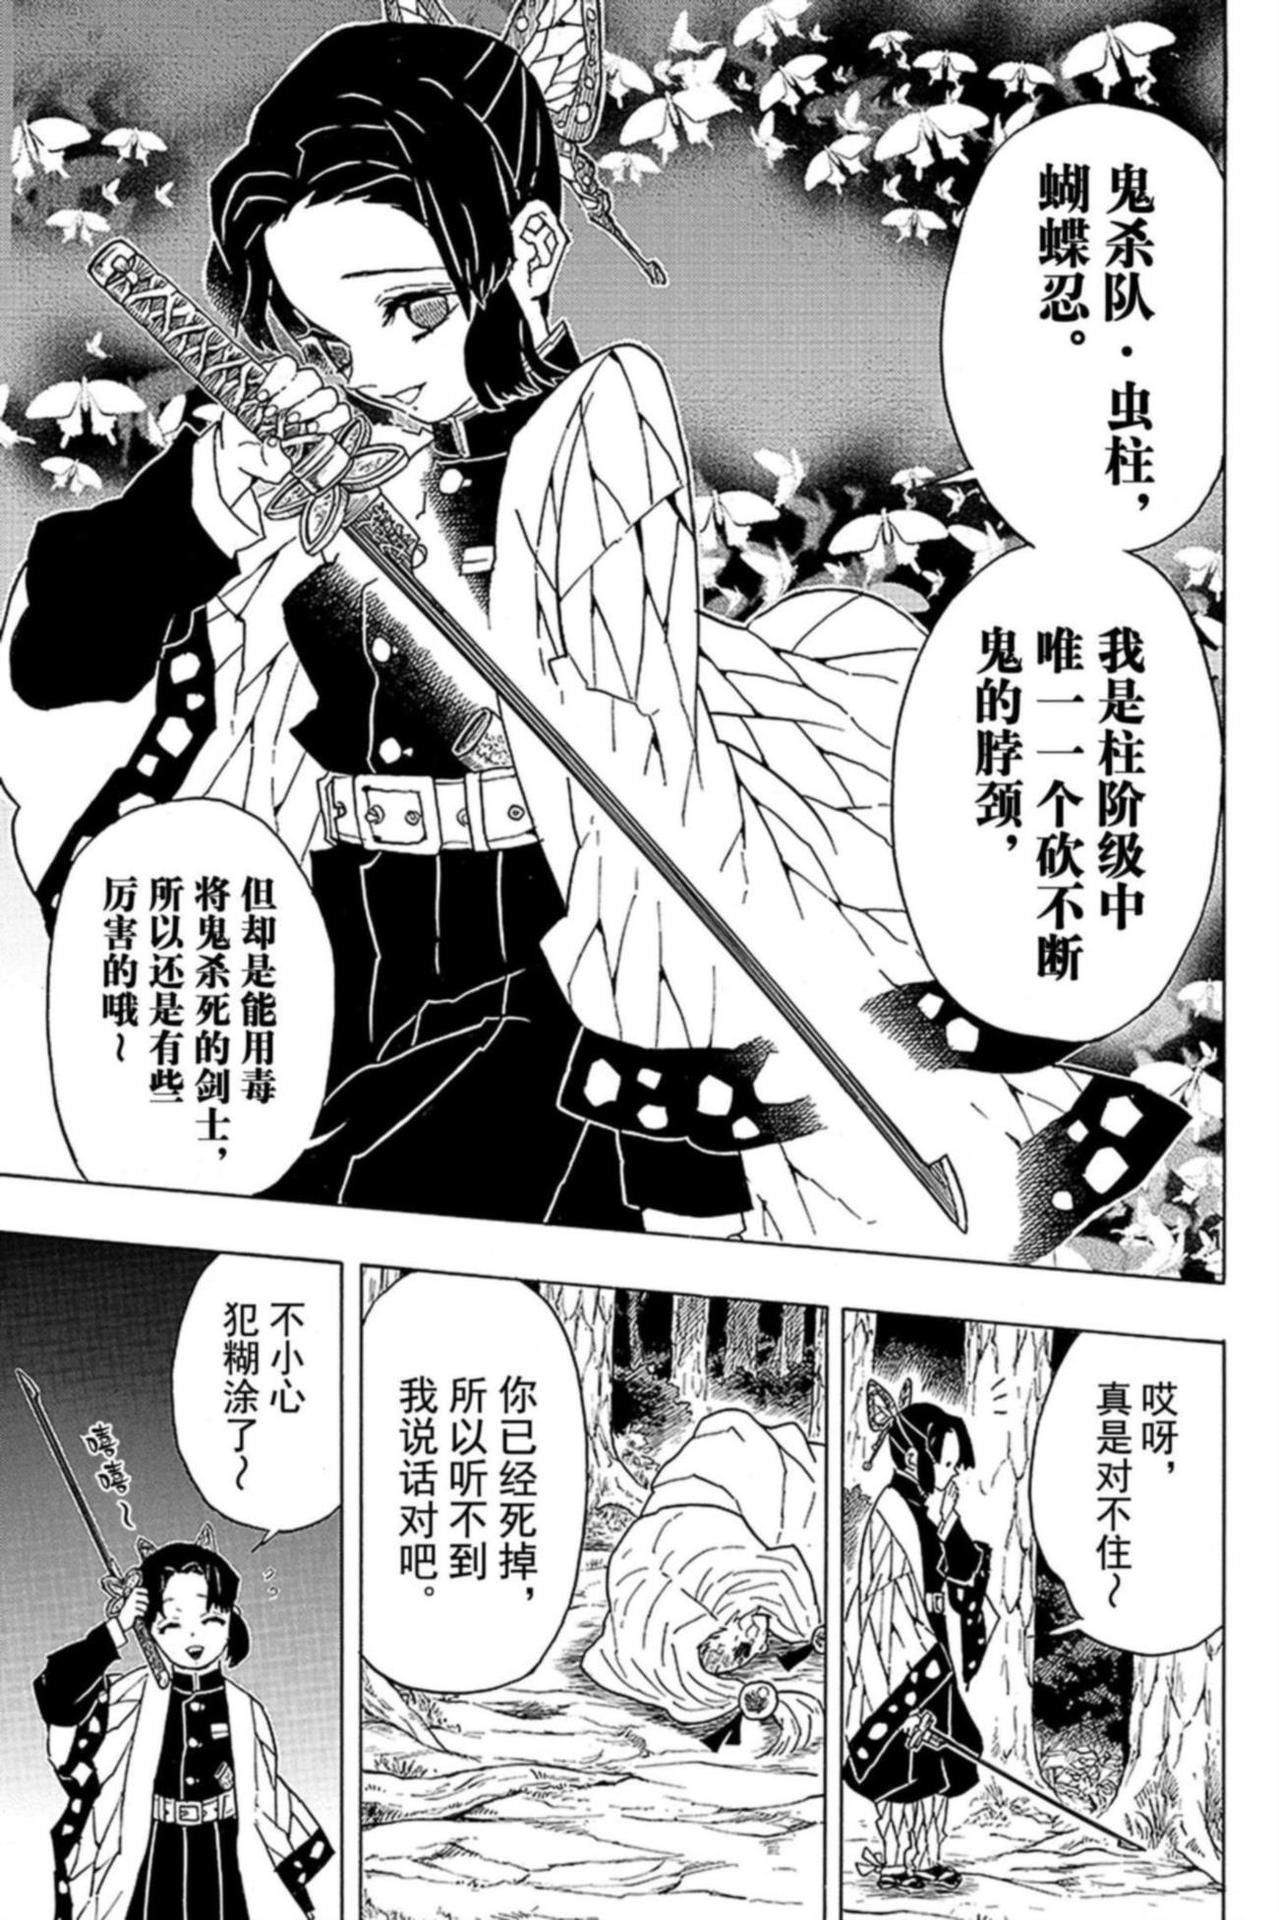 鬼杀队·虫柱，
蝴蝶忍。
我是柱阶级中
唯一一个砍不断
鬼的脖颈，
但却是能用毒
将鬼杀死的剑士，
所以还是有些
厉害的哦~
哎呀，
真是对不住~
你已经死掉，
所以听不到
我说话对吧。
不小心
犯糊涂了~
嘻嘻~